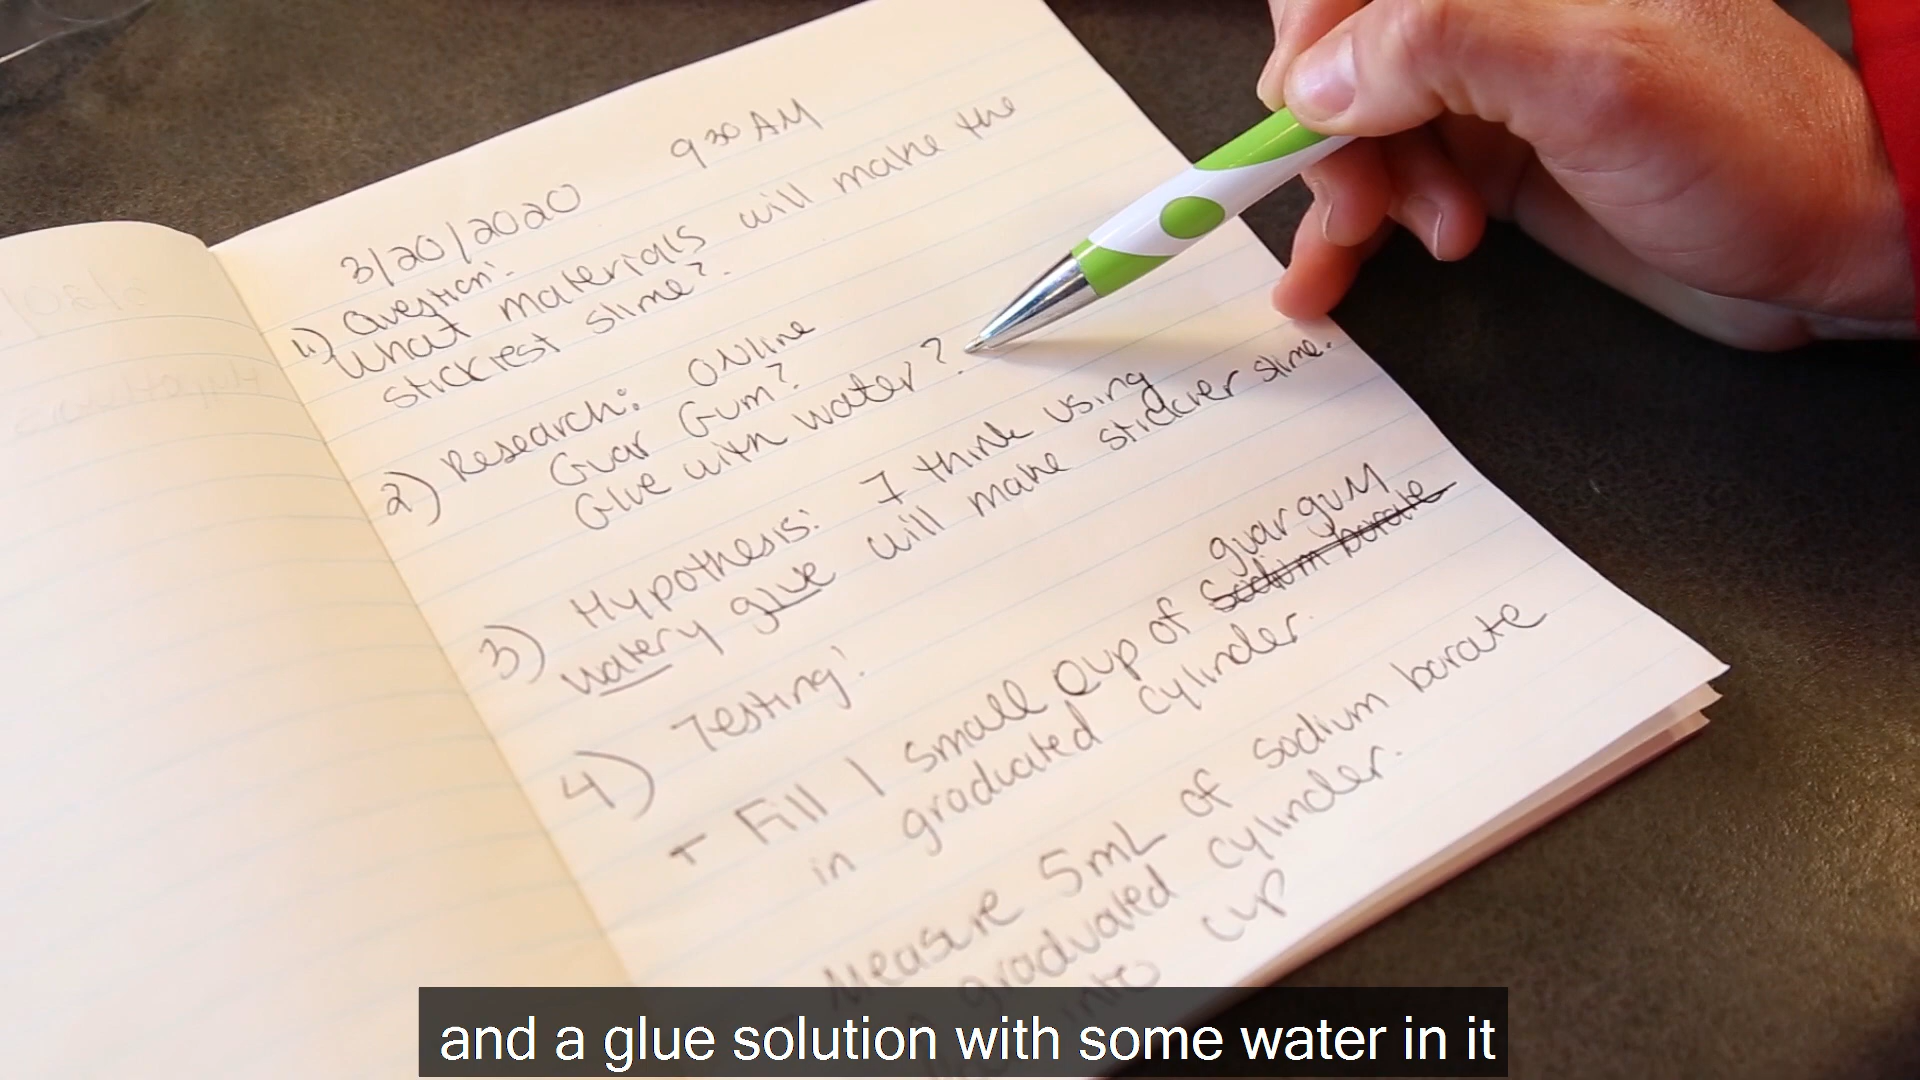 9 30 AM
3/20/2020
1) Question:
What materials will make the
stickiest slime?
2) Research: Online
Guar Gum?
Glue with water?
3) Hypothesis: I think using
watery glue will make stickier slime.
4) Testing:
guar gum
- Fill 1 small cup of sodium borate
in graduated cylinder.
- Measure 5mL of sodium borate
graduated cylinder.
into cup
and a glue solution with some water in it